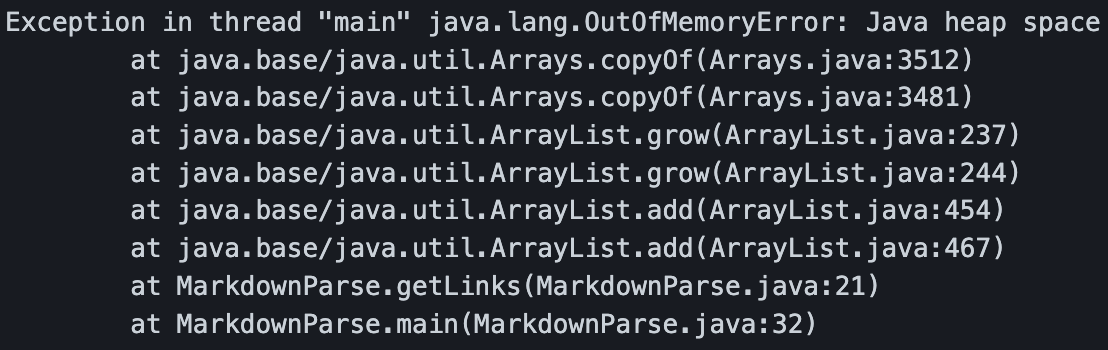 Exception in thread "main" java.lang.OutOfMemoryError: Java heap space
        at java.base/java.util.Arrays.copyOf(Arrays.java:3512)
        at java.base/java.util.Arrays.copyOf(Arrays.java:3481)
        at java.base/java.util.ArrayList.grow(ArrayList.java:237)
        at java.base/java.util.ArrayList.grow(ArrayList.java:244)
        at java.base/java.util.ArrayList.add(ArrayList.java:454)
        at java.base/java.util.ArrayList.add(ArrayList.java:467)
        at MarkdownParse.getLinks(MarkdownParse.java:21)
        at MarkdownParse.main(MarkdownParse.java:32)